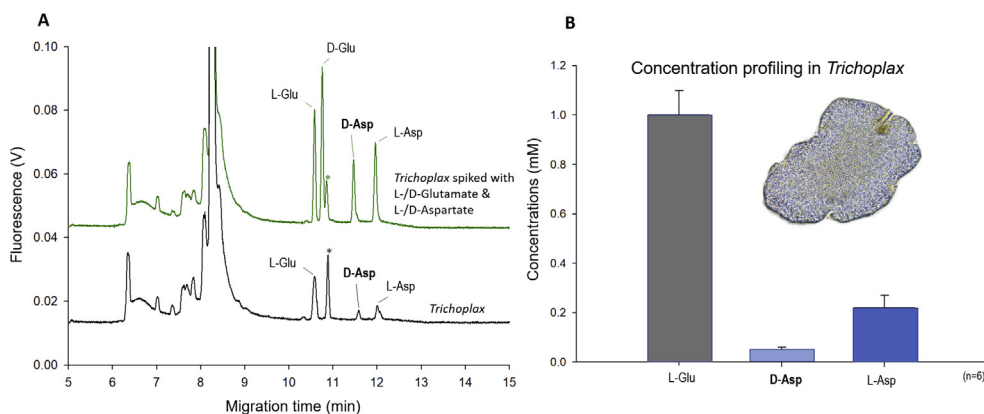 A
0.10
0.08
0.06
0.04
0.02
0.00
Fluorescence (V)
D-Glu
L-Glu
D-Asp
L-Asp
*
Trichoplax spiked with
L-/D-Glutamate &
L-/D-Aspartate
L-Glu
*
D-Asp
L-Asp
Trichoplax
5 6 7 8 9 10 11 12 13 14 15
Migration time (min)
B
Concentration profiling in Trichoplax
1.2
1.0
0.8
0.6
0.4
0.2
0.0
Concentrations (mM)
L-Glu D-Asp L-Asp (n=6)